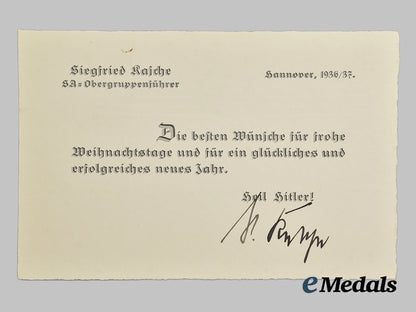 Siegfried Kasche
SA=Obergruppenführer
Hannover, 1936/37.
Die besten Wünsche für frohe
Weihnachtstage und für ein glückliches und
erfolgreiches neues Jahr.
Heil Hitler!
S. Kasche
eMedals